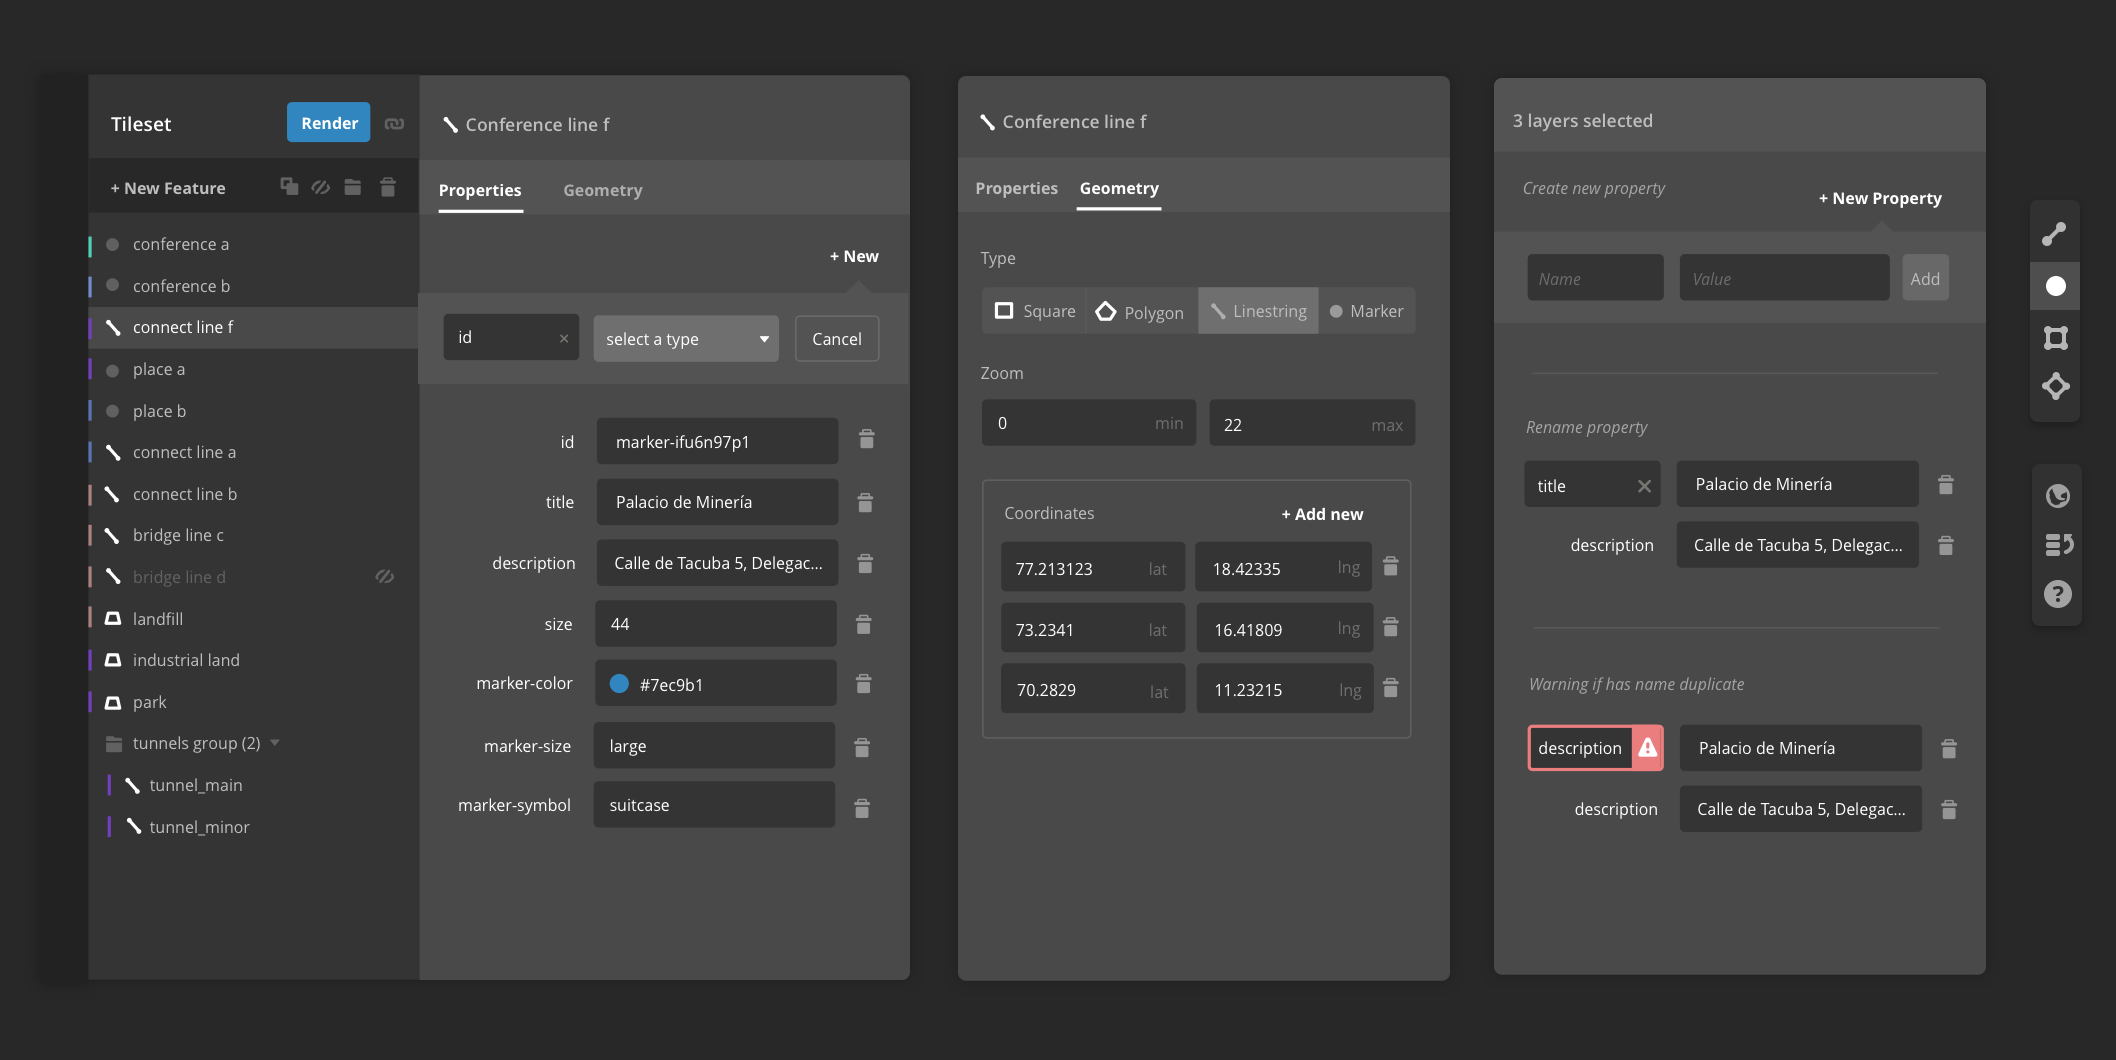 Tileset
Render
+ New Feature
conference a
conference b
connect line f
place a
place b
connect line a
connect line b
bridge line c
bridge line d
landfill
industrial land
park
tunnels group (2)
tunnel_main
tunnel_minor
Conference line f
Properties Geometry
+ New
id × select a type Cancel
id marker-ifu6n97p1
title Palacio de Minería
description Calle de Tacuba 5, Delegac...
size 44
marker-color #7ec9b1
marker-size large
marker-symbol suitcase
Conference line f
Properties Geometry
Type
Square Polygon Linestring Marker
Zoom
0 min 22 max
Coordinates + Add new
77.213123 lat 18.42335 lng
73.2341 lat 16.41809 lng
70.2829 lat 11.23215 lng
3 layers selected
Create new property
+ New Property
Name Value Add
Rename property
title Palacio de Minería
description Calle de Tacuba 5, Delegac...
Warning if has name duplicate
description Palacio de Minería
description Calle de Tacuba 5, Delegac...
?